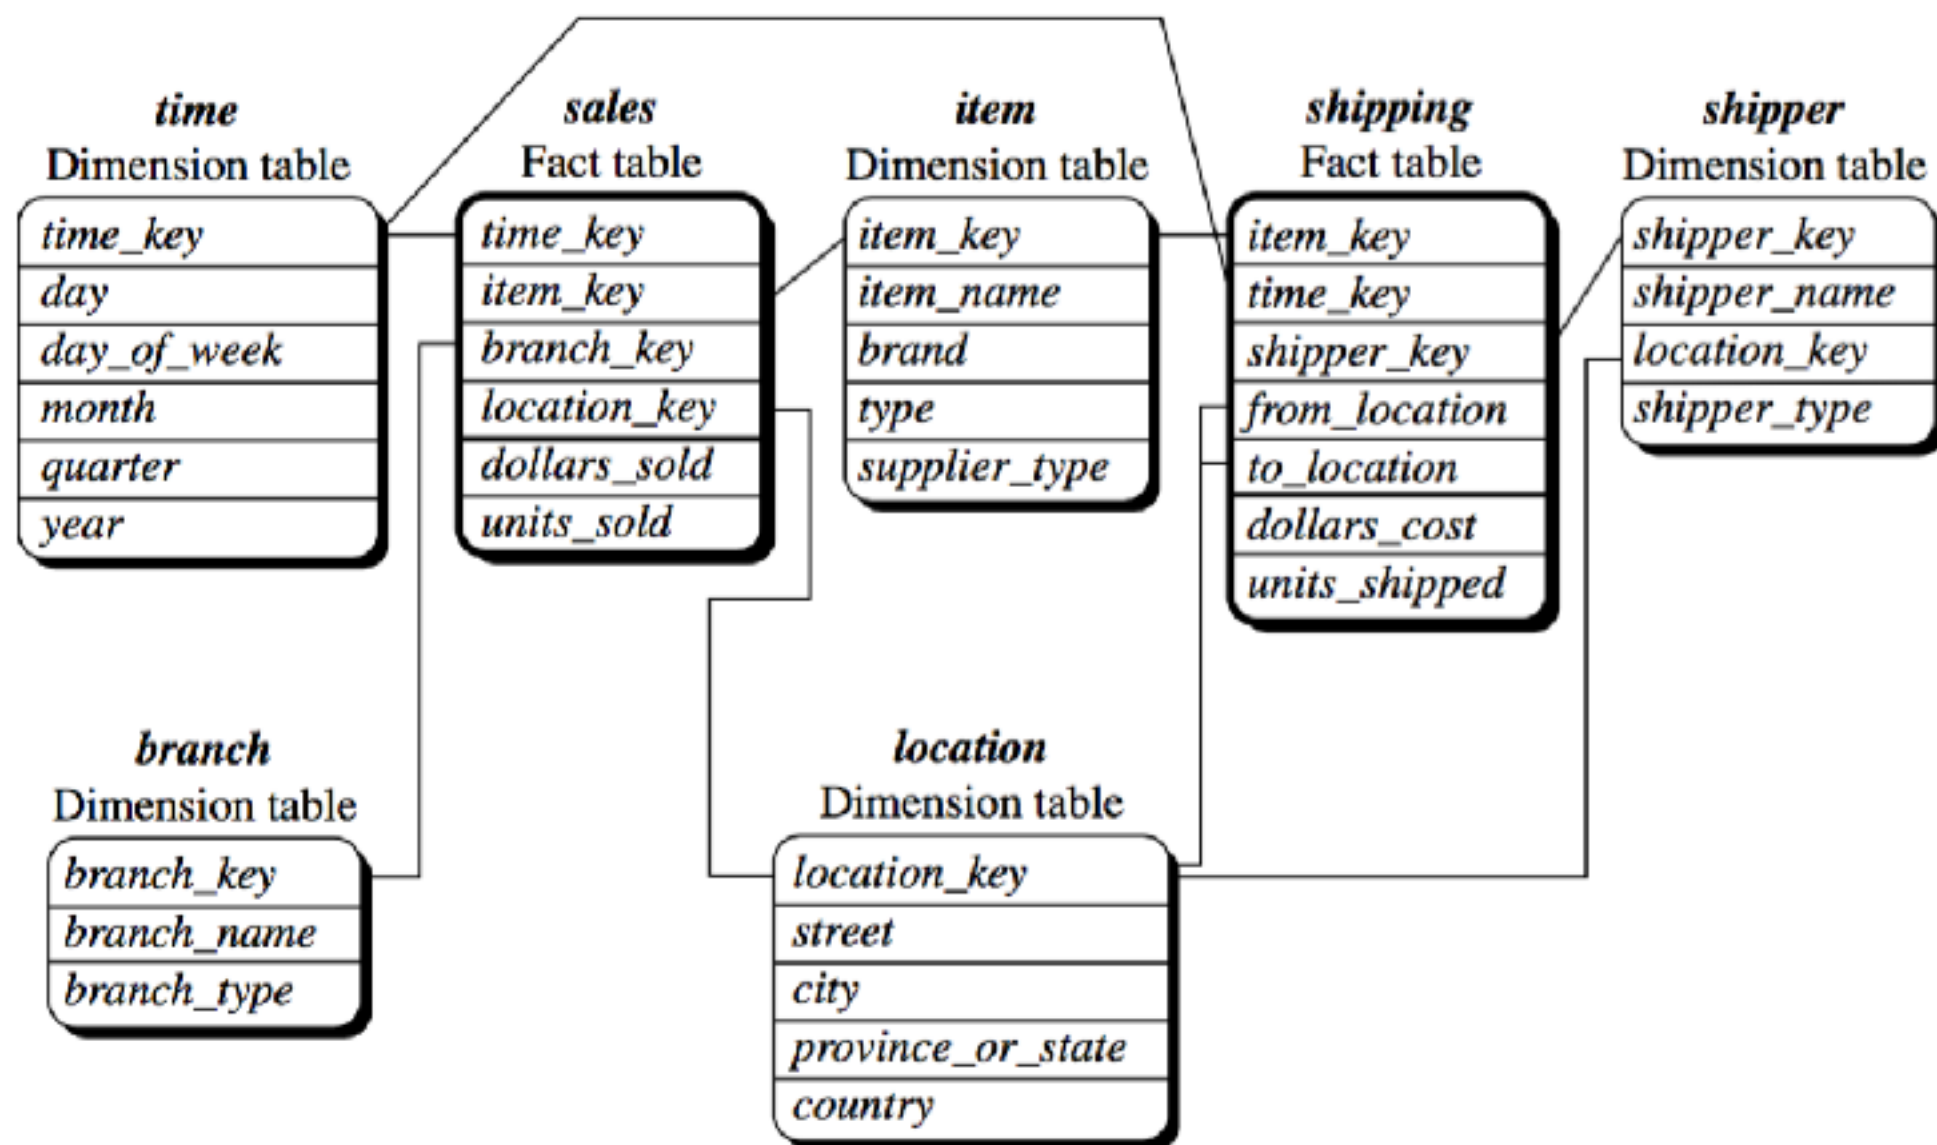 time
Dimension table
time_key
day
day_of_week
month
quarter
year
sales
Fact table
time_key
item_key
branch_key
location_key
dollars_sold
units_sold
item
Dimension table
item_key
item_name
brand
type
supplier_type
shipping
Fact table
item_key
time_key
shipper_key
from_location
to_location
dollars_cost
units_shipped
shipper
Dimension table
shipper_key
shipper_name
location_key
shipper_type
branch
Dimension table
branch_key
branch_name
branch_type
location
Dimension table
location_key
street
city
province_or_state
country